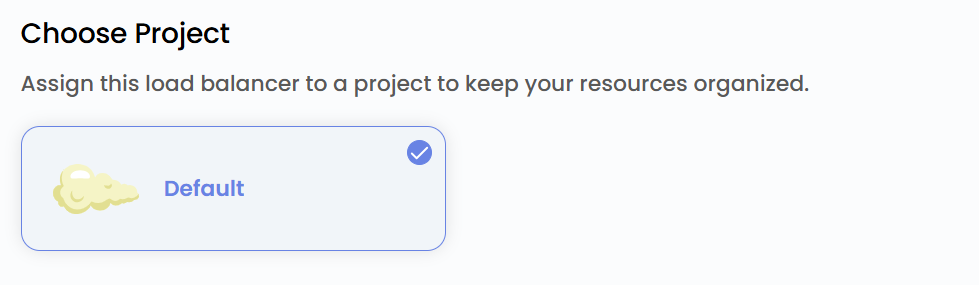 Choose Project
Assign this load balancer to a project to keep your resources organized.
Default